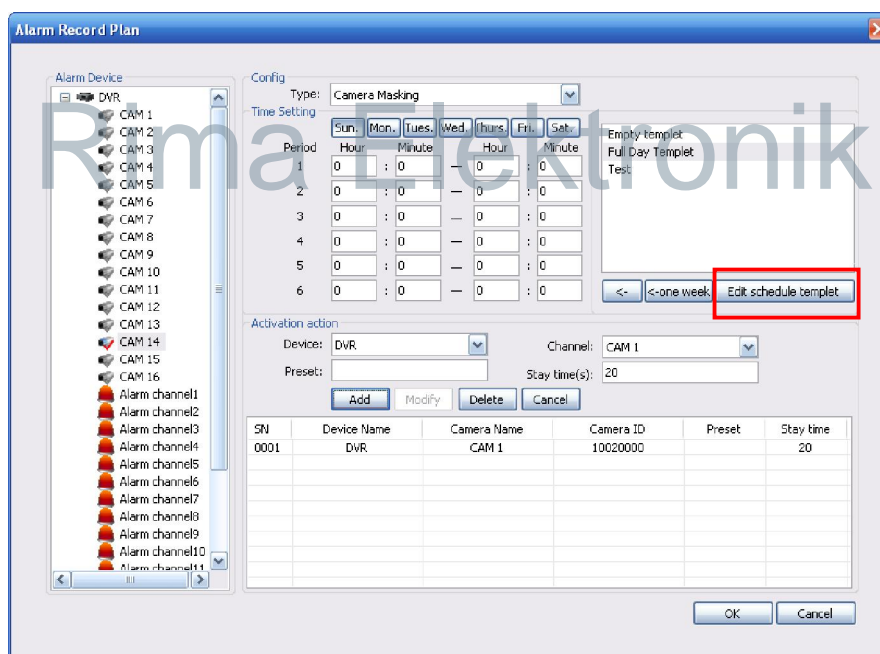 Alarm Record Plan
Alarm Device
DVR
CAM 1
CAM 2
CAM 3
CAM 4
CAM 5
CAM 6
CAM 7
CAM 8
CAM 9
CAM 10
CAM 11
CAM 12
CAM 13
CAM 14
CAM 15
CAM 16
Alarm channel1
Alarm channel2
Alarm channel3
Alarm channel4
Alarm channel5
Alarm channel6
Alarm channel7
Alarm channel8
Alarm channel9
Alarm channel10
Alarm channel11
Config
Type: Camera Masking
Time Setting
Sun. Mon. Tues. Wed. Thurs. Fri. Sat.
Period Hour Minute Hour Minute
1 0 : 0 — 0 : 0
2 0 : 0 — 0 : 0
3 0 : 0 — 0 : 0
4 0 : 0 — 0 : 0
5 0 : 0 — 0 : 0
6 0 : 0 — 0 : 0
Empty templet
Full Day Templet
Test
<- <-one week Edit schedule templet
Activation action
Device: DVR Channel: CAM 1
Preset: Stay time(s): 20
Add Modify Delete Cancel
SN Device Name Camera Name Camera ID Preset Stay time
0001 DVR CAM 1 10020000 20
OK Cancel
Rima Elektronik